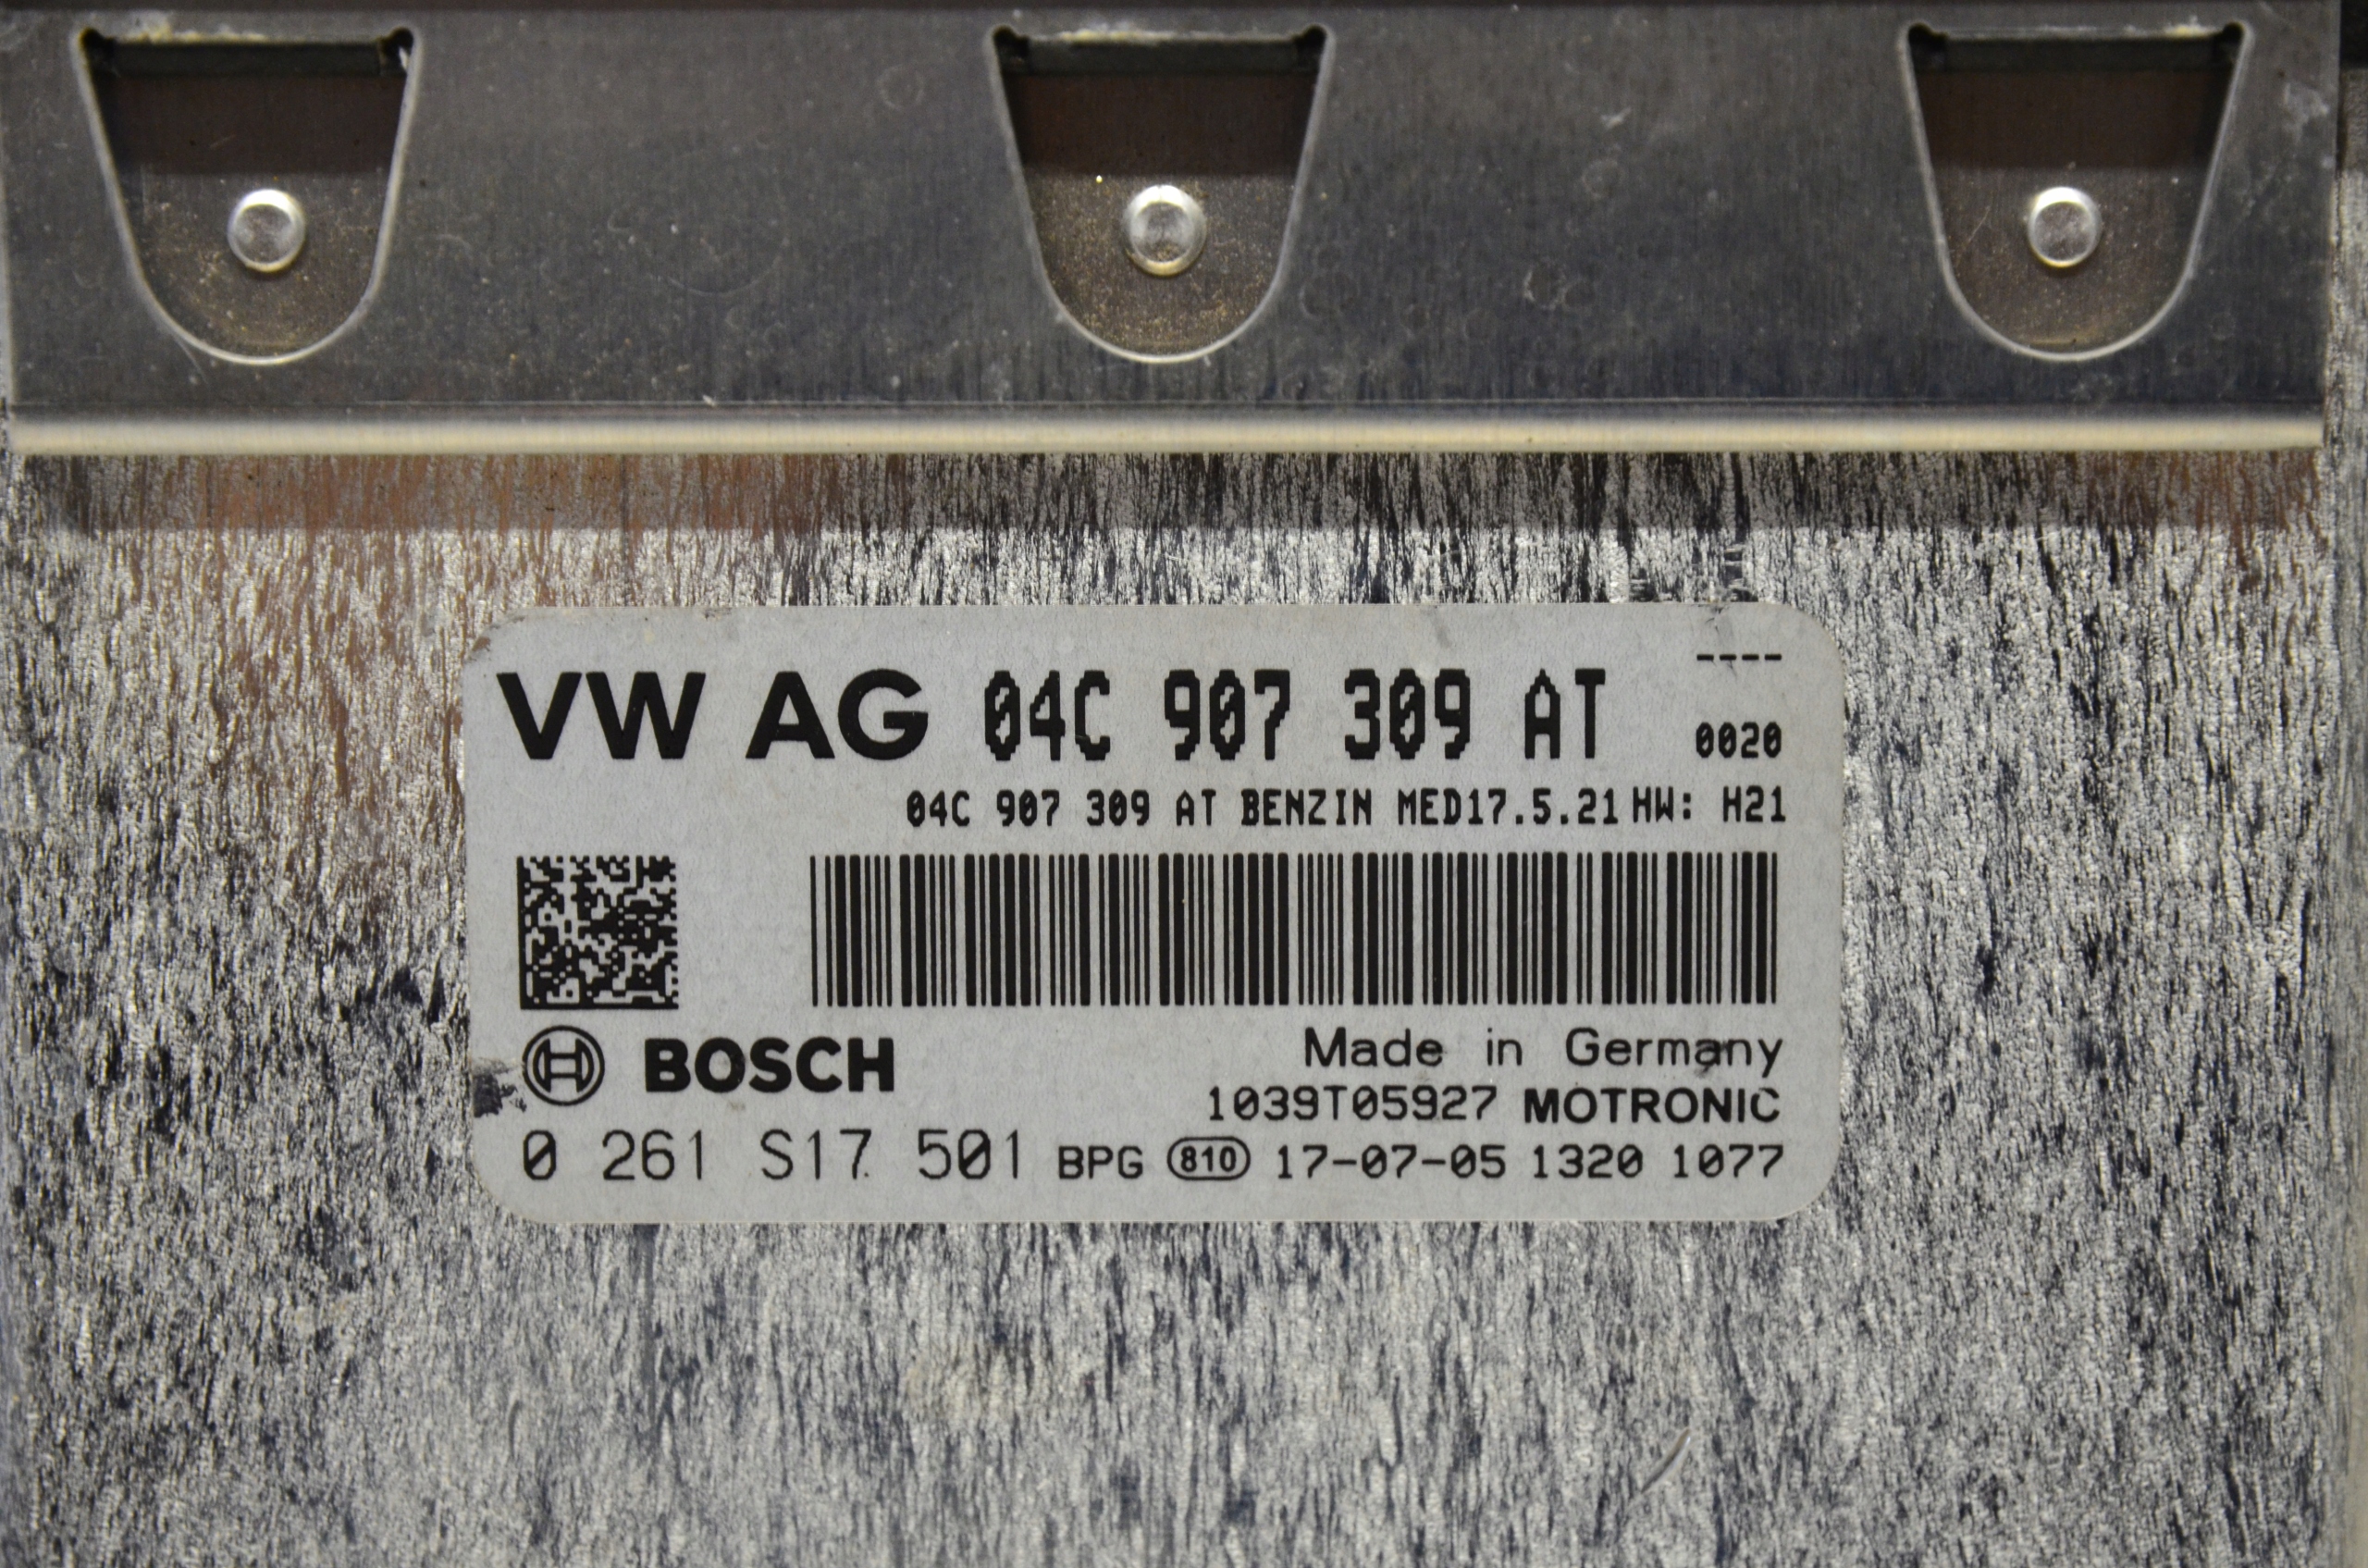 ----
VW AG 04C 907 309 AT 0020
04C 907 309 AT BENZIN MED17.5.21 HW: H21
BOSCH Made in Germany
1039T05927 MOTRONIC
0 261 S17 501 BPG 810 17-07-05 1320 1077